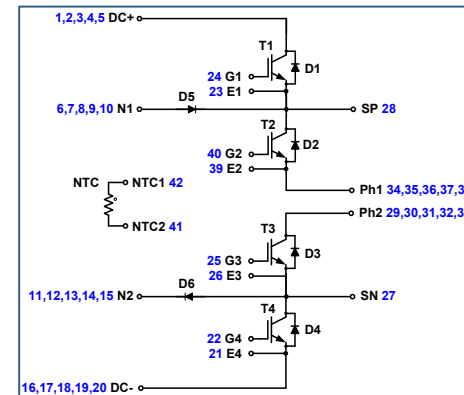 1,2,3,4,5 DC+
T1
D1
24 G1
23 E1
D5
6,7,8,9,10 N1
SP 28
T2
D2
40 G2
39 E2
NTC
NTC1 42
Ph1 34,35,36,37,3
Ph2 29,30,31,32,3
NTC2 41
T3
D3
25 G3
26 E3
D6
11,12,13,14,15 N2
SN 27
T4
D4
22 G4
21 E4
16,17,18,19,20 DC-